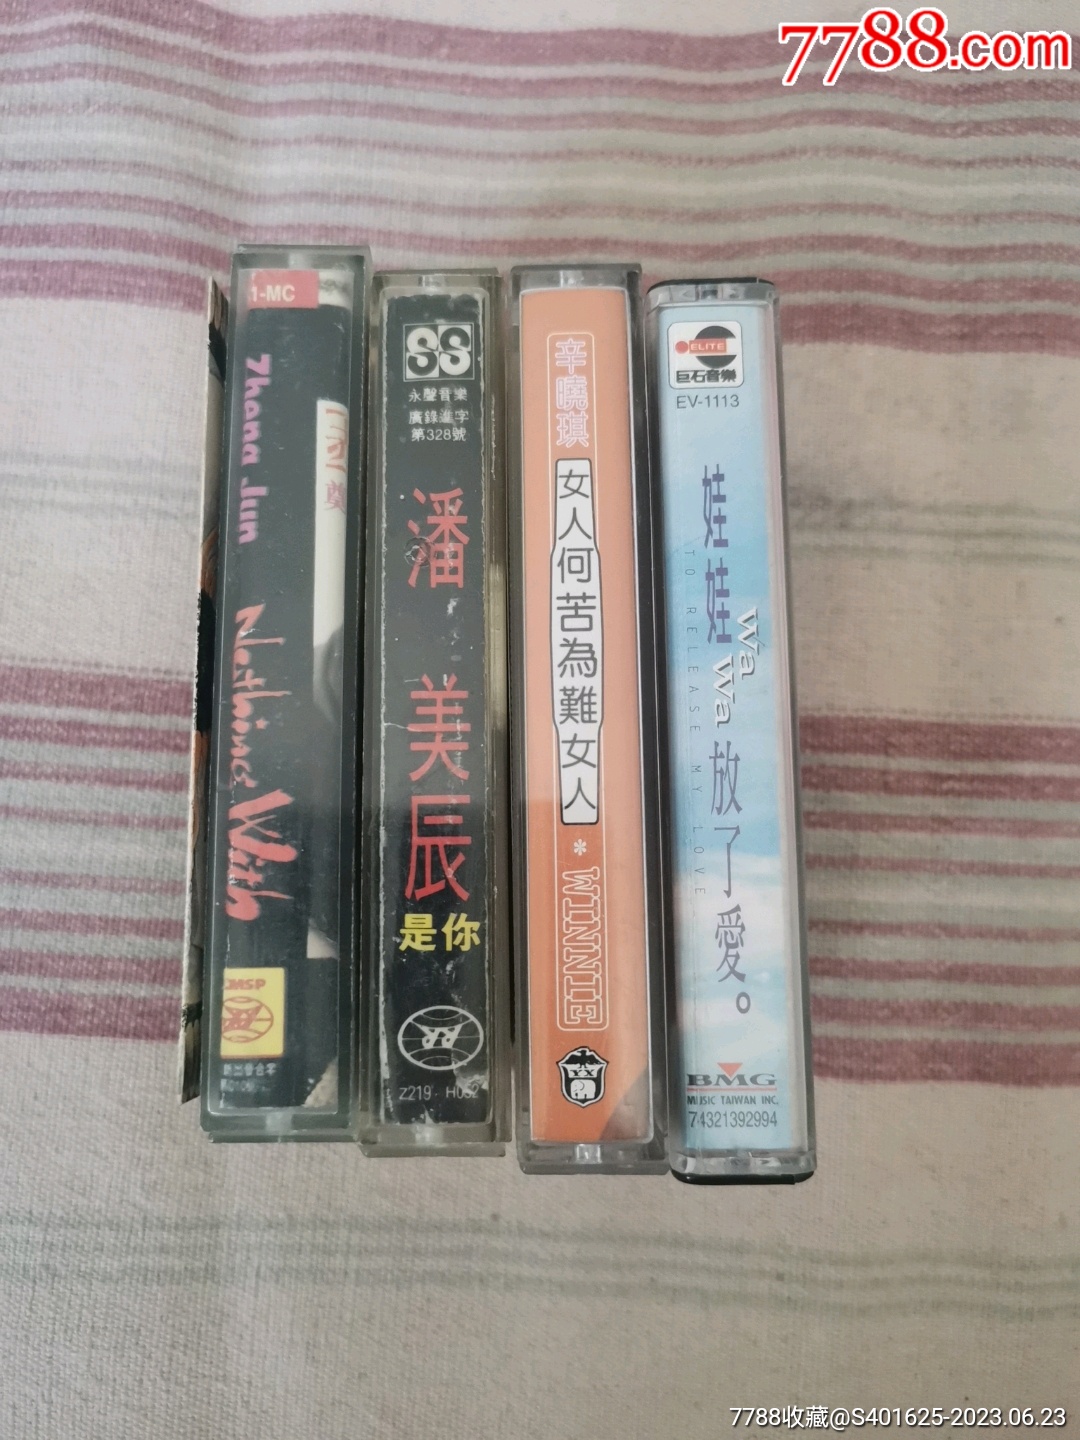 7788.com
1-MC
Zhang Jun
Nothing With
CMSP
SS
永聲音樂
廣錄進字
第328號
潘美辰
是你
Z219 H052
辛曉琪
女人何苦為難女人
* WINNIE
YX
ELITE
巨石音樂
EV-1113
娃娃
Wa Wa
放了愛。
TO RELEASE MY LOVE
BMG
MUSIC TAIWAN INC.
74321392994
7788收藏@S401625-2023.06.23